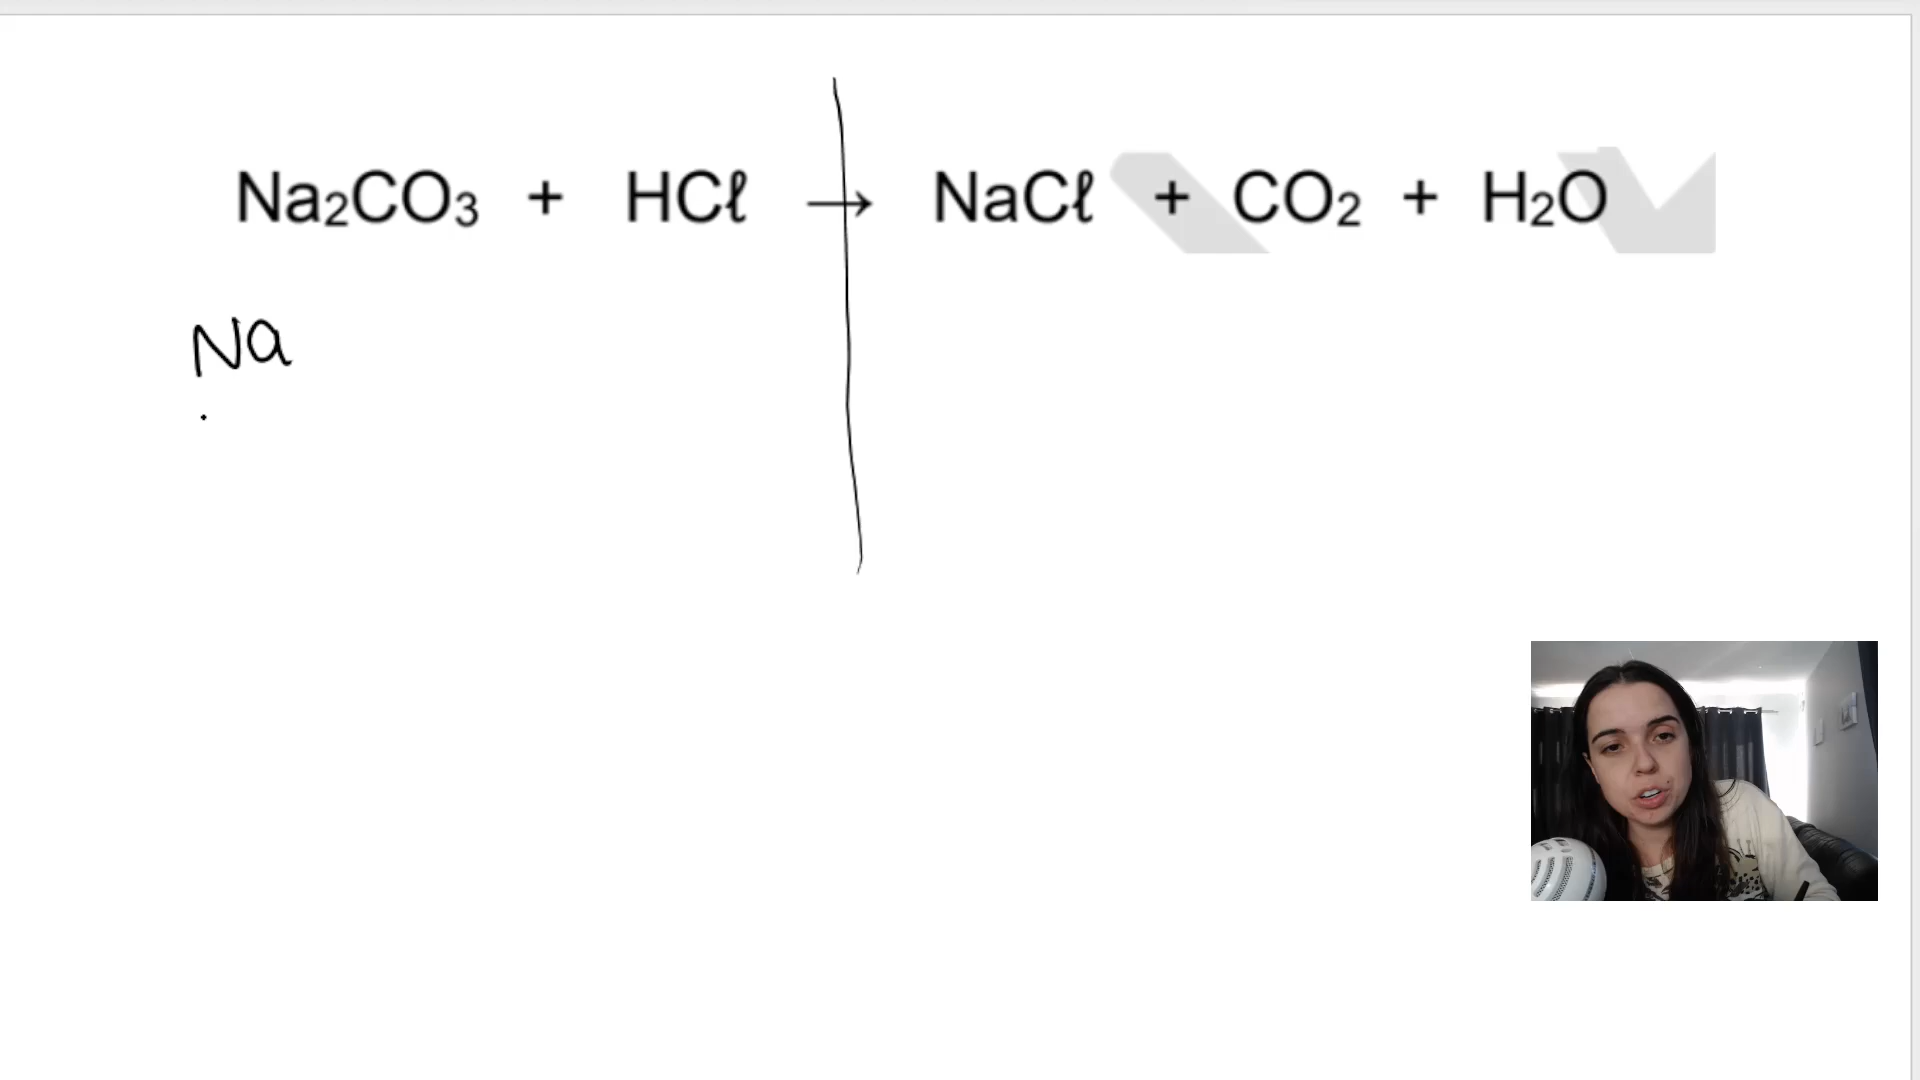 Na₂CO₃ + HCℓ → NaCℓ + CO₂ + H₂O
Na